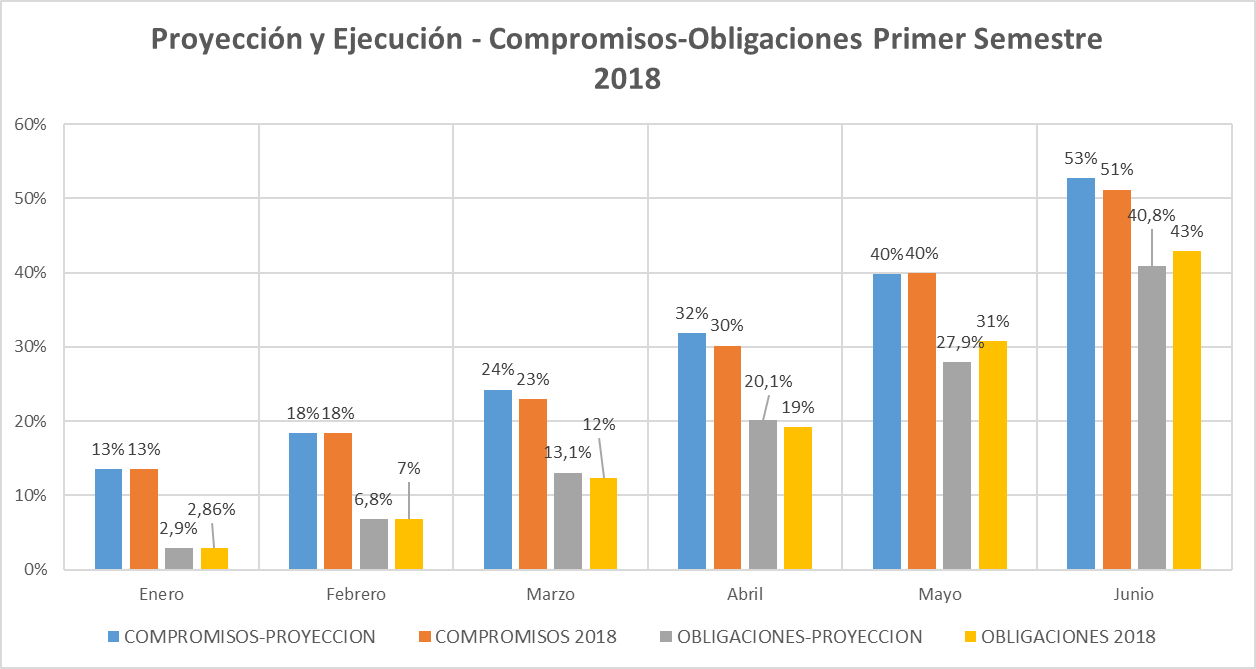 Proyección y Ejecución - Compromisos-Obligaciones Primer Semestre
2018
60%
50%
40%
30%
20%
10%
0%
13% 13% 2,9% 2,86%
18% 18% 6,8% 7%
24% 23% 13,1% 12%
32% 30% 20,1% 19%
40% 40% 27,9% 31%
53% 51% 40,8% 43%
Enero Febrero Marzo Abril Mayo Junio
COMPROMISOS-PROYECCION COMPROMISOS 2018 OBLIGACIONES-PROYECCION OBLIGACIONES 2018